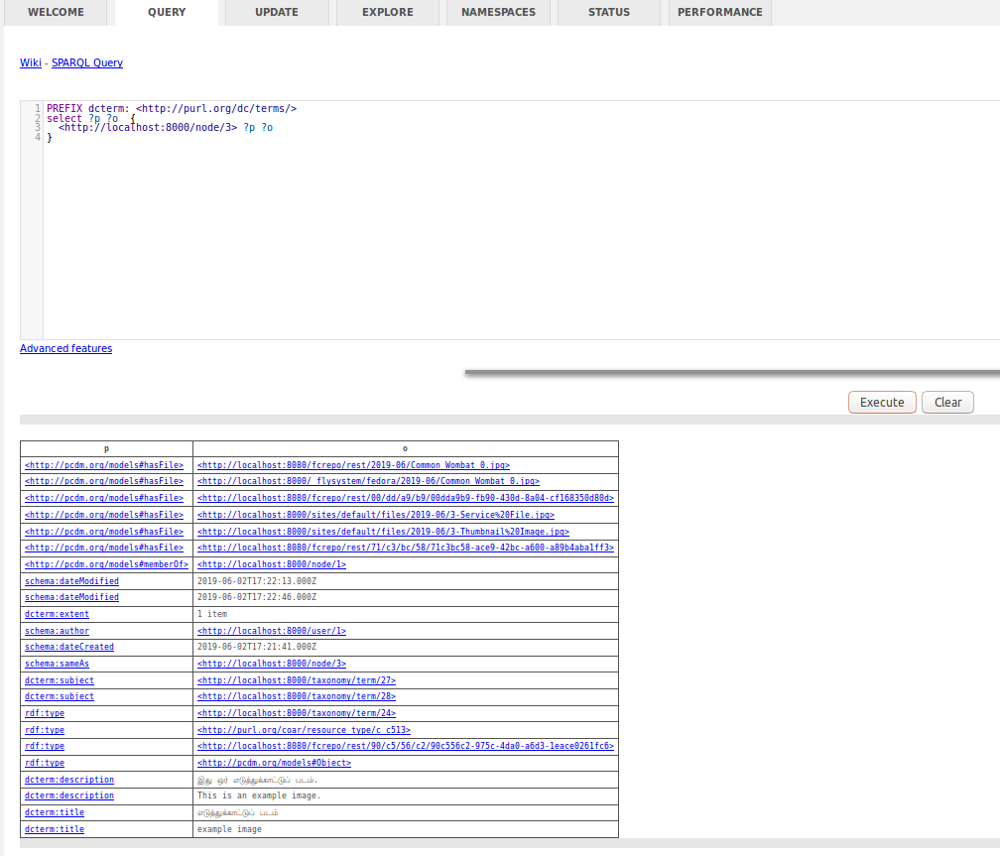 WELCOME QUERY UPDATE EXPLORE NAMESPACES STATUS PERFORMANCE
Wiki - SPARQL Query
1 PREFIX dcterm: <http://purl.org/dc/terms/>
2 select ?p ?o {
3 <http://localhost:8000/node/3> ?p ?o
4 }
Advanced features
Execute Clear
p o
<http://pcdm.org/models#hasFile> <http://localhost:8080/fcrepo/rest/2019-06/Common_Wombat_0.jpg>
<http://pcdm.org/models#hasFile> <http://localhost:8000/_flysystem/fedora/2019-06/Common_Wombat_0.jpg>
<http://pcdm.org/models#hasFile> <http://localhost:8080/fcrepo/rest/00/dd/a9/b9/00dda9b9-fb90-430d-8a04-cf168350d80d>
<http://pcdm.org/models#hasFile> <http://localhost:8000/sites/default/files/2019-06/3-Service%20File.jpg>
<http://pcdm.org/models#hasFile> <http://localhost:8000/sites/default/files/2019-06/3-Thumbnail%20Image.jpg>
<http://pcdm.org/models#hasFile> <http://localhost:8080/fcrepo/rest/71/c3/bc/58/71c3bc58-ace9-42bc-a600-a89b4aba1ff3>
<http://pcdm.org/models#memberOf> <http://localhost:8000/node/1>
schema:dateModified 2019-06-02T17:22:13.000Z
schema:dateModified 2019-06-02T17:22:46.000Z
dcterm:extent 1 item
schema:author <http://localhost:8000/user/1>
schema:dateCreated 2019-06-02T17:21:41.000Z
schema:sameAs <http://localhost:8000/node/3>
dcterm:subject <http://localhost:8000/taxonomy/term/27>
dcterm:subject <http://localhost:8000/taxonomy/term/28>
rdf:type <http://localhost:8000/taxonomy/term/24>
rdf:type <http://purl.org/coar/resource_type/c_c513>
rdf:type <http://localhost:8080/fcrepo/rest/90/c5/56/c2/90c556c2-975c-4da0-a6d3-1eace0261fc6>
rdf:type <http://pcdm.org/models#Object>
dcterm:description இது ஒர் எடுத்துக்காட்டுப் படம்.
dcterm:description This is an example image.
dcterm:title எடுத்துக்காட்டுப் படம்
dcterm:title example image